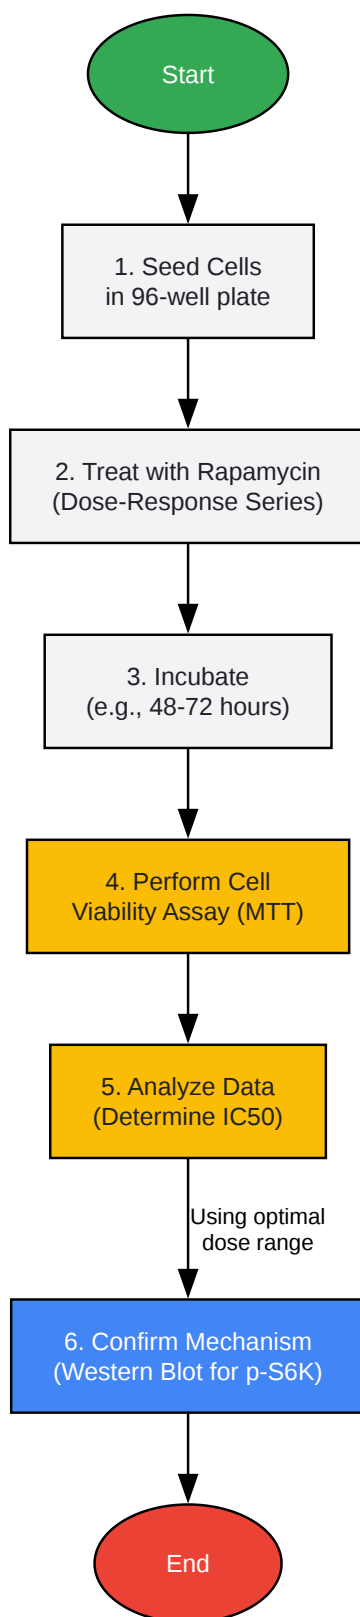 Start
1. Seed Cells
in 96-well plate
2. Treat with Rapamycin
(Dose-Response Series)
3. Incubate
(e.g., 48-72 hours)
4. Perform Cell
Viability Assay (MTT)
5. Analyze Data
(Determine IC50)
Using optimal
dose range
6. Confirm Mechanism
(Western Blot for p-S6K)
End